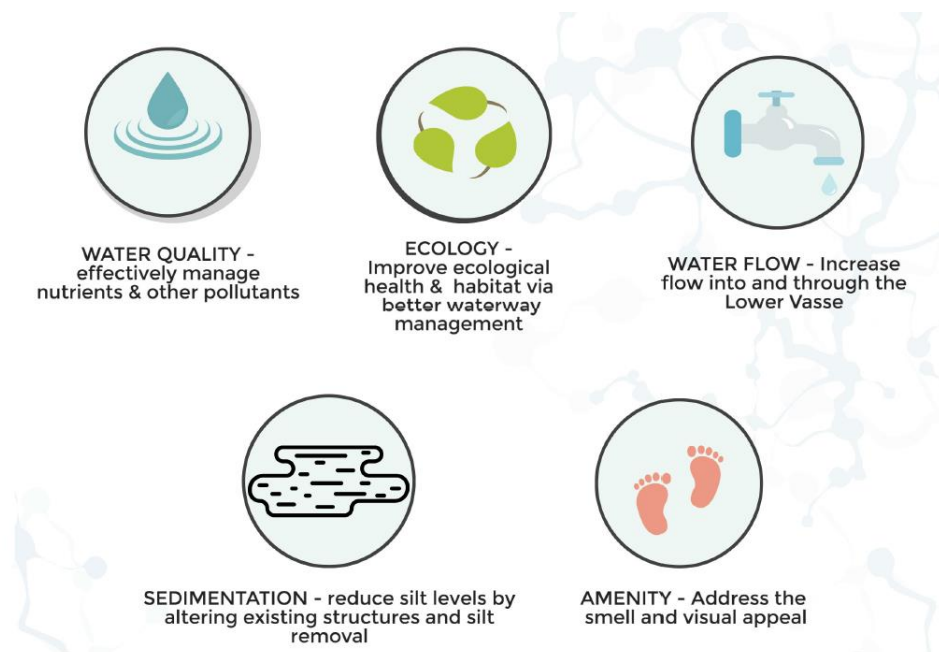 WATER QUALITY -
effectively manage
nutrients & other pollutants
ECOLOGY -
Improve ecological
health & habitat via
better waterway
management
WATER FLOW - Increase
flow into and through the
Lower Vasse
SEDIMENTATION - reduce silt levels by
altering existing structures and silt
removal
AMENITY - Address the
smell and visual appeal